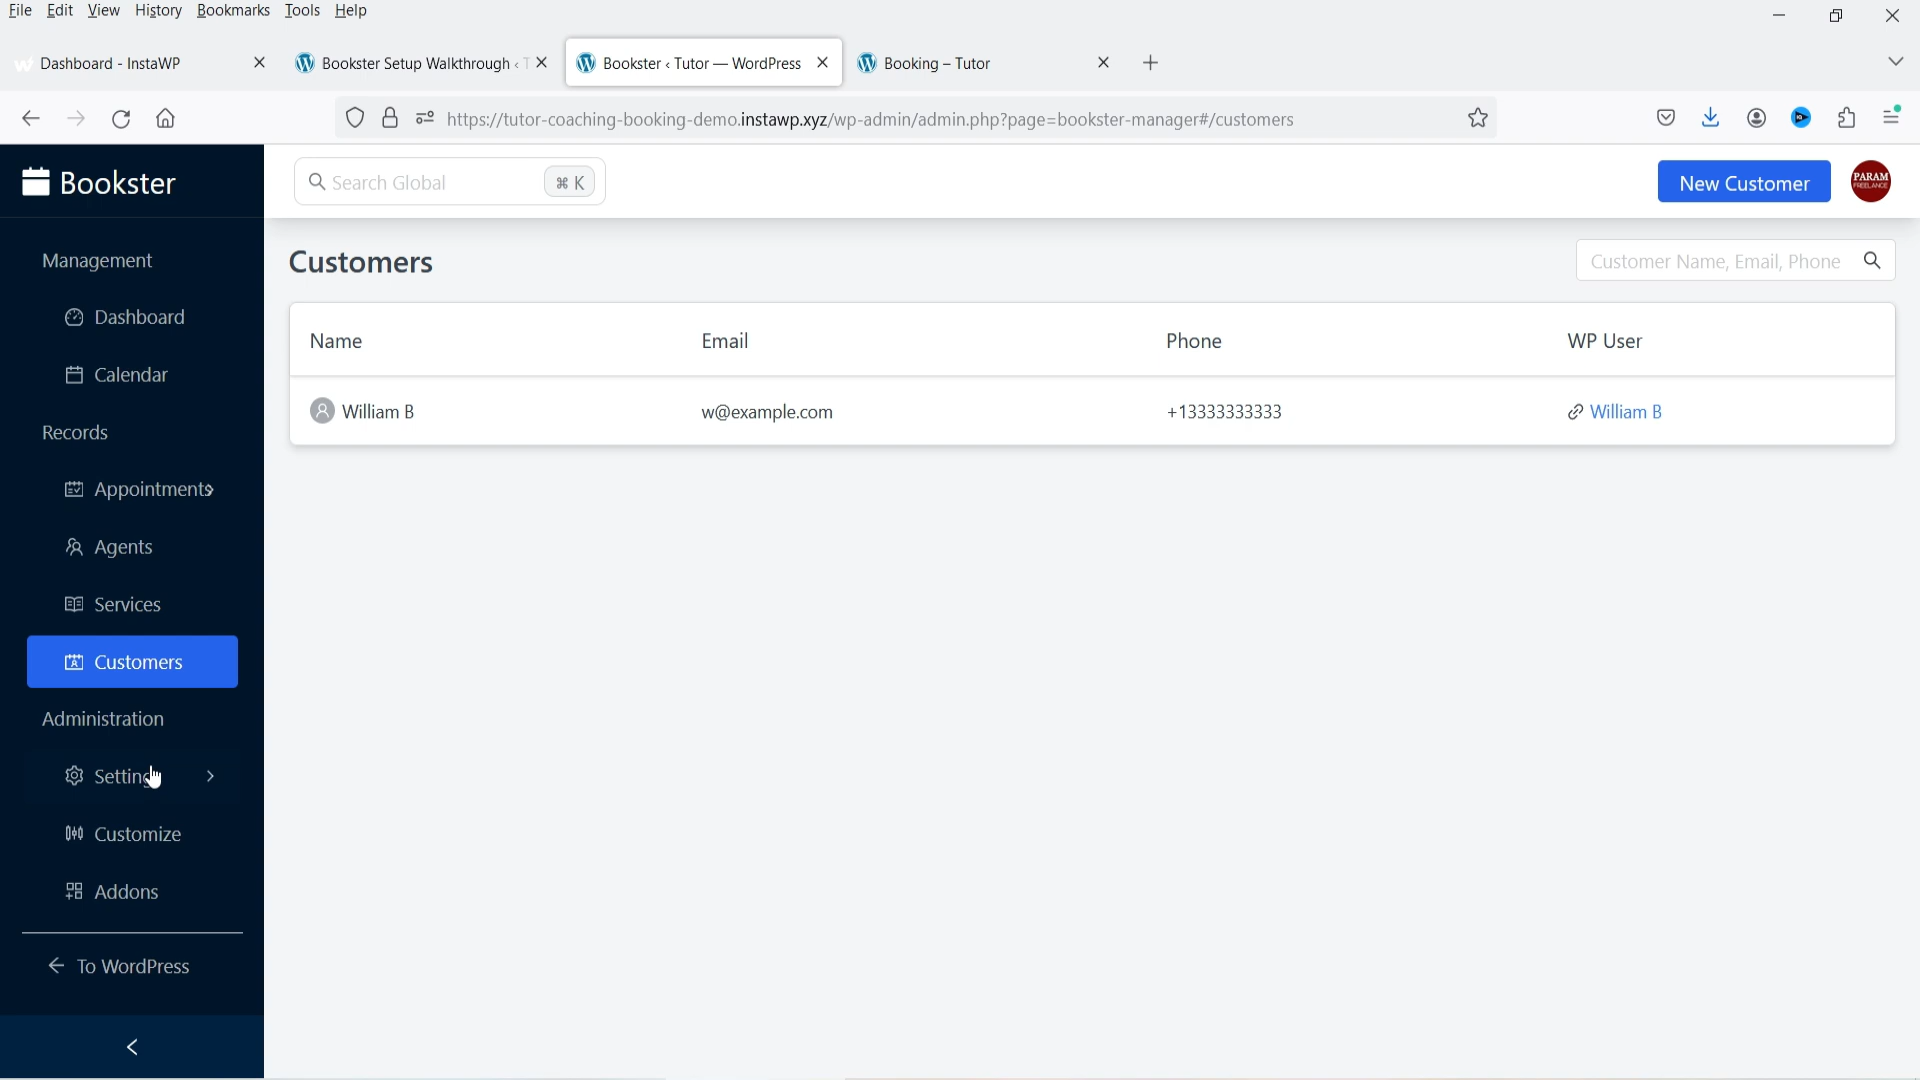 File Edit View History Bookmarks Tools Help
Dashboard - InstaWP
Bookster Setup Walkthrough ‹ T
Bookster ‹ Tutor — WordPress
Booking – Tutor
https://tutor-coaching-booking-demo.instawp.xyz/wp-admin/admin.php?page=bookster-manager#/customers
Bookster
Search Global ⌘ K
New Customer
PARAM
FREELANCE
Management
Dashboard
Calendar
Records
Appointments
Agents
Services
Customers
Administration
Setting
Customize
Addons
To WordPress
Customers
Customer Name, Email, Phone
Name Email Phone WP User
William B w@example.com +13333333333 William B